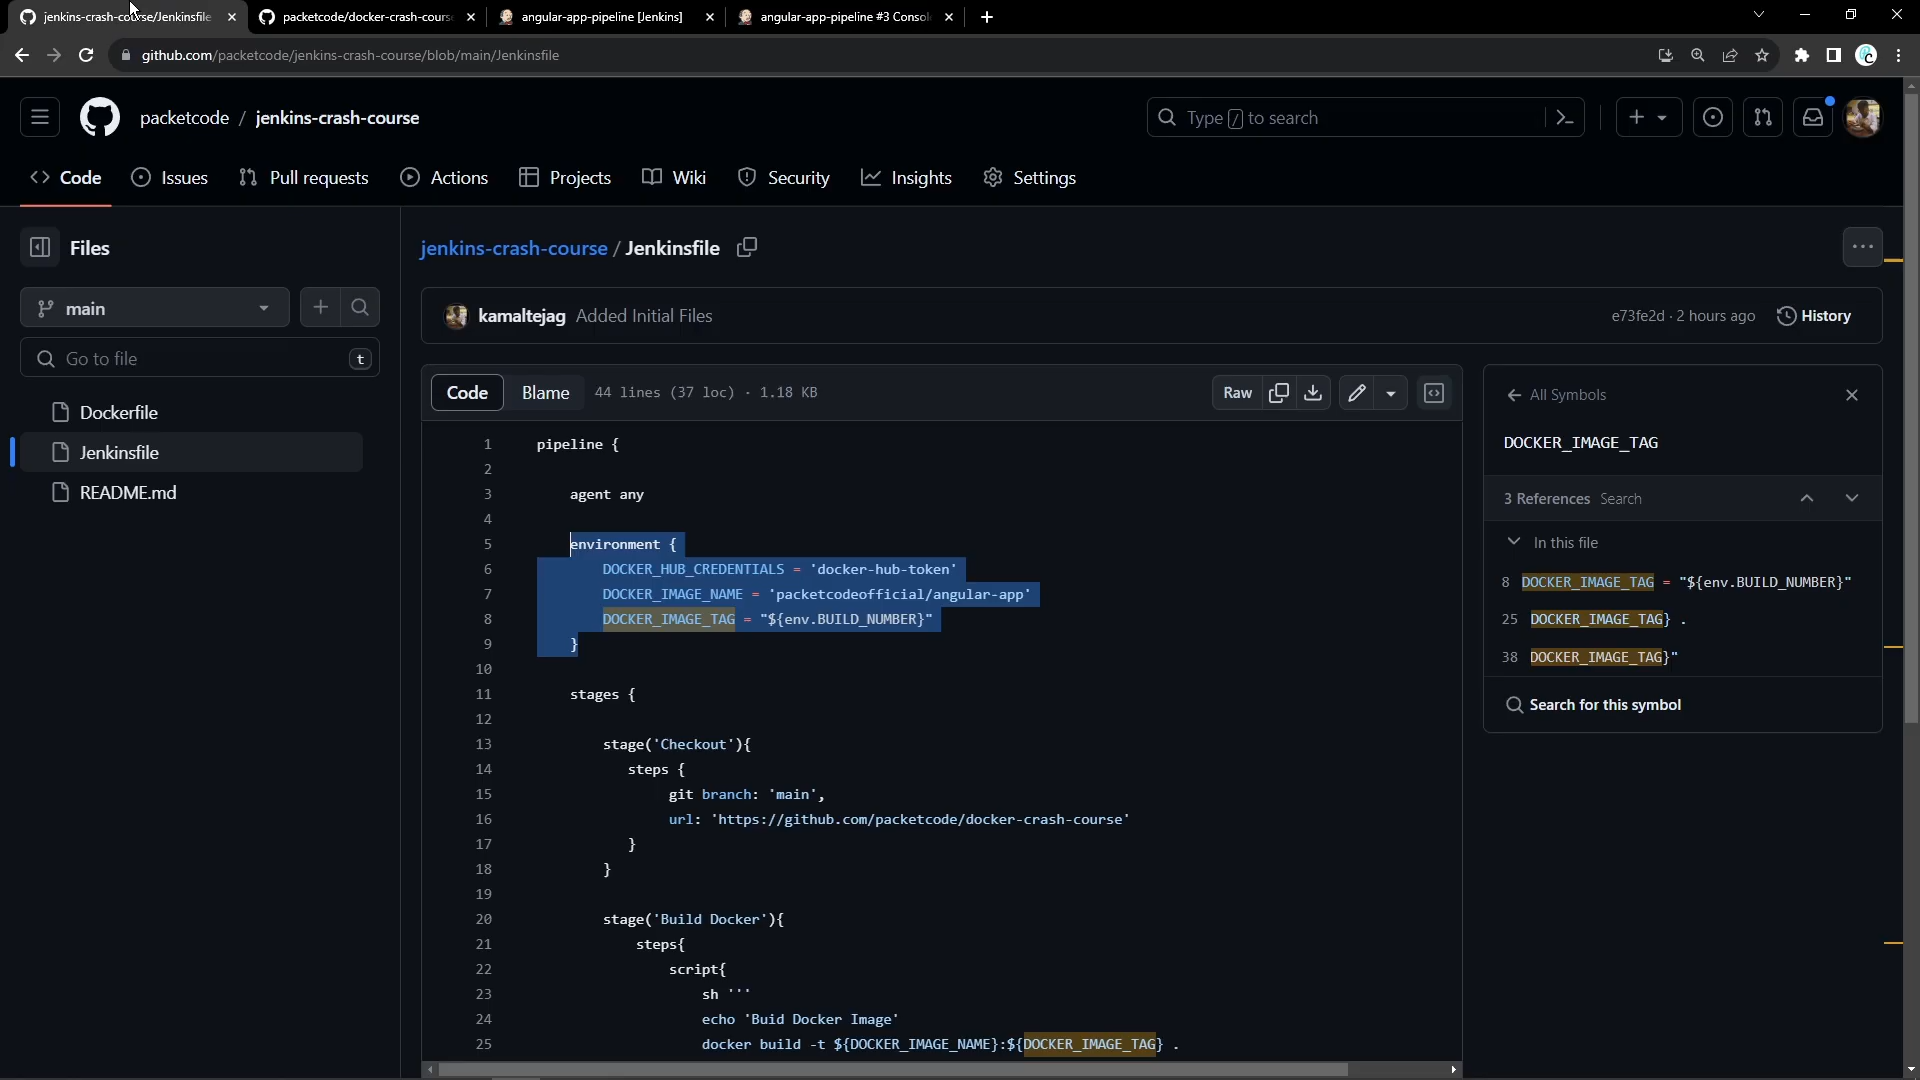 jenkins-crash-course/Jenkinsfile
packetcode/docker-crash-course
angular-app-pipeline [Jenkins]
angular-app-pipeline #3 Consol
github.com/packetcode/jenkins-crash-course/blob/main/Jenkinsfile
packetcode / jenkins-crash-course
Type / to search
Code
Issues
Pull requests
Actions
Projects
Wiki
Security
Insights
Settings
Files
jenkins-crash-course / Jenkinsfile
main
kamaltejag Added Initial Files
e73fe2d · 2 hours ago
History
Go to file
t
Code
Blame
44 lines (37 loc) · 1.18 KB
Raw
All Symbols
Dockerfile
Jenkinsfile
README.md
1 pipeline {
2
3 agent any
4
5 environment {
6 DOCKER_HUB_CREDENTIALS = 'docker-hub-token'
7 DOCKER_IMAGE_NAME = 'packetcodeofficial/angular-app'
8 DOCKER_IMAGE_TAG = "${env.BUILD_NUMBER}"
9 }
10
11 stages {
12
13 stage('Checkout'){
14 steps {
15 git branch: 'main',
16 url: 'https://github.com/packetcode/docker-crash-course'
17 }
18 }
19
20 stage('Build Docker'){
21 steps{
22 script{
23 sh '''
24 echo 'Buid Docker Image'
25 docker build -t ${DOCKER_IMAGE_NAME}:${DOCKER_IMAGE_TAG} .
DOCKER_IMAGE_TAG
3 References Search
In this file
8 DOCKER_IMAGE_TAG = "${env.BUILD_NUMBER}"
25 DOCKER_IMAGE_TAG} .
38 DOCKER_IMAGE_TAG}"
Search for this symbol